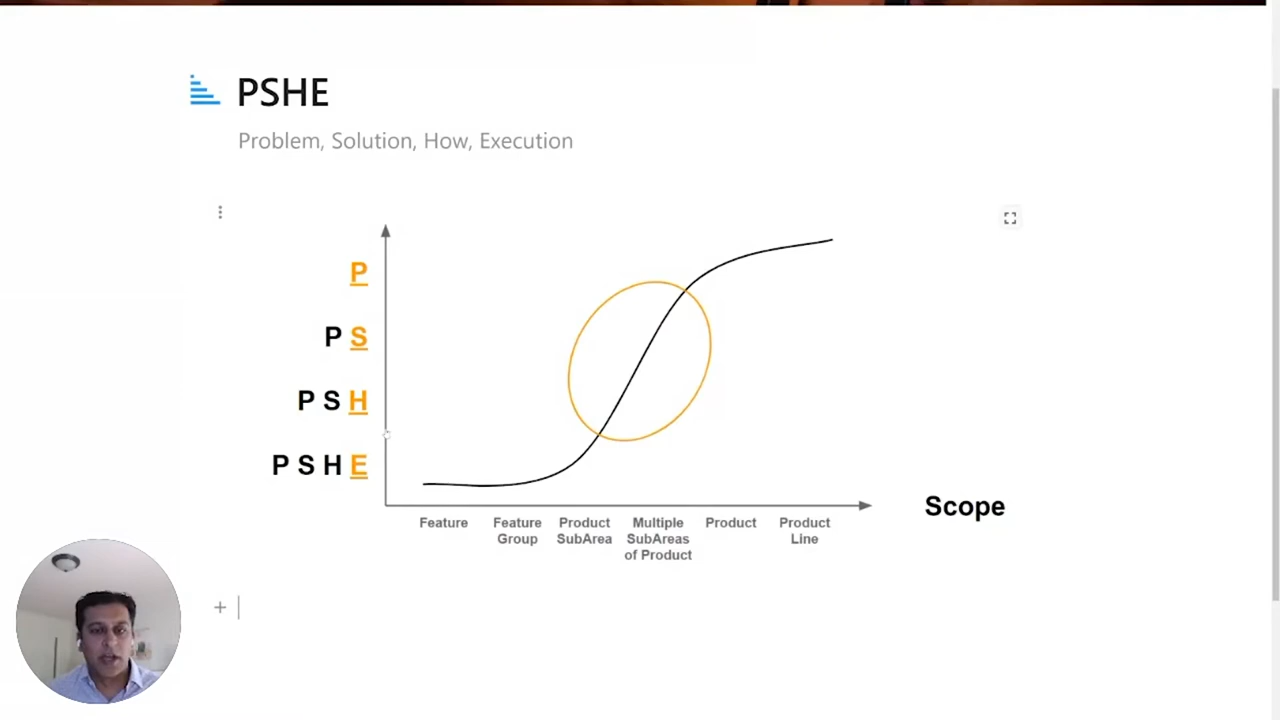 PSHE
Problem, Solution, How, Execution
P
P S
P S H
P S H E
Scope
Feature
Feature Group
Product SubArea
Multiple SubAreas of Product
Product
Product Line